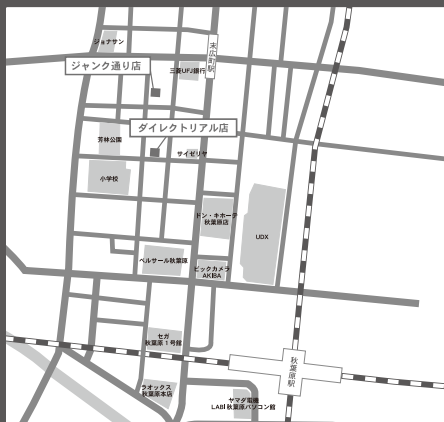 ジョナサン
末広町駅
ジャンク通り店
三菱UFJ銀行
ダイレクトリアル店
芳林公園
サイゼリヤ
小学校
ドン・キホーテ
秋葉原店
UDX
ベルサール秋葉原
ビックカメラ
AKIBA
セガ
秋葉原1号館
秋葉原駅
ラオックス
秋葉原本店
ヤマダ電機
LABI 秋葉原パソコン館